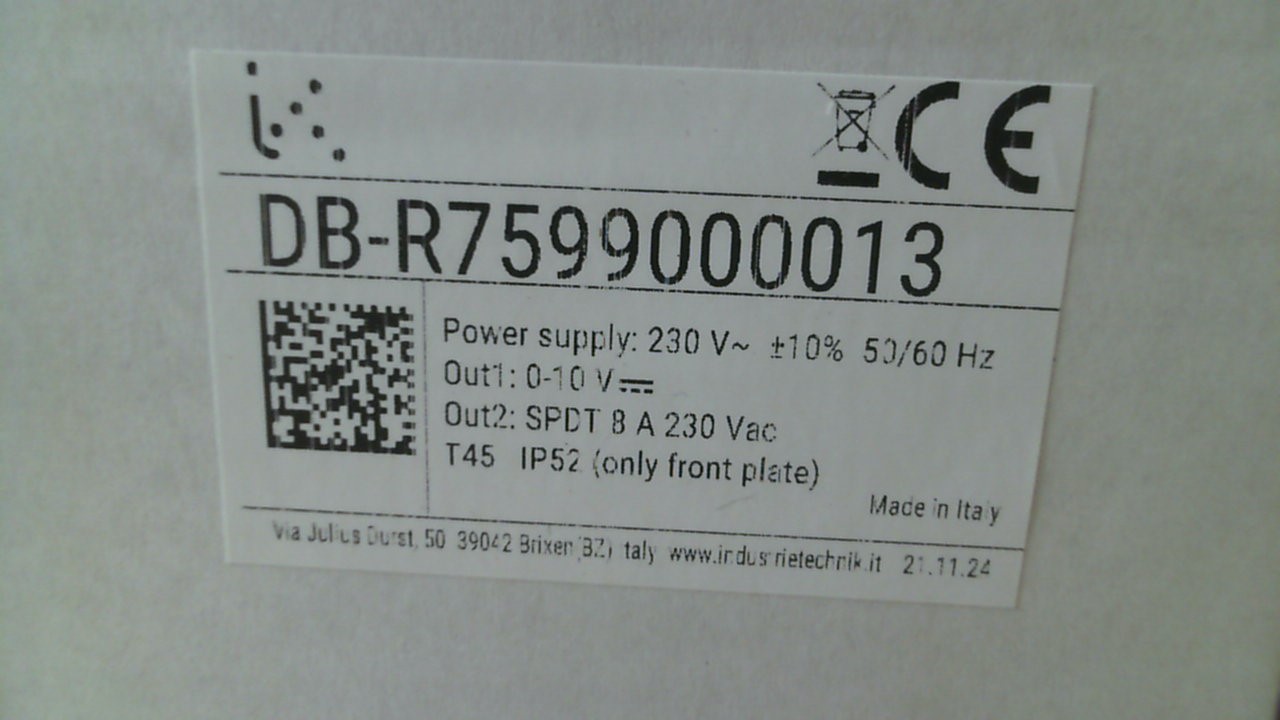 DB-R7599000013
Power supply: 230 V~ ±10% 50/60 Hz
Out1: 0-10 V⎓
Out2: SPDT 8 A 230 Vac
T45 IP52 (only front plate)
Made in Italy
Via Julius Durst, 50 39042 Brixen (BZ) Italy www.industrietechnik.it 21.11.24